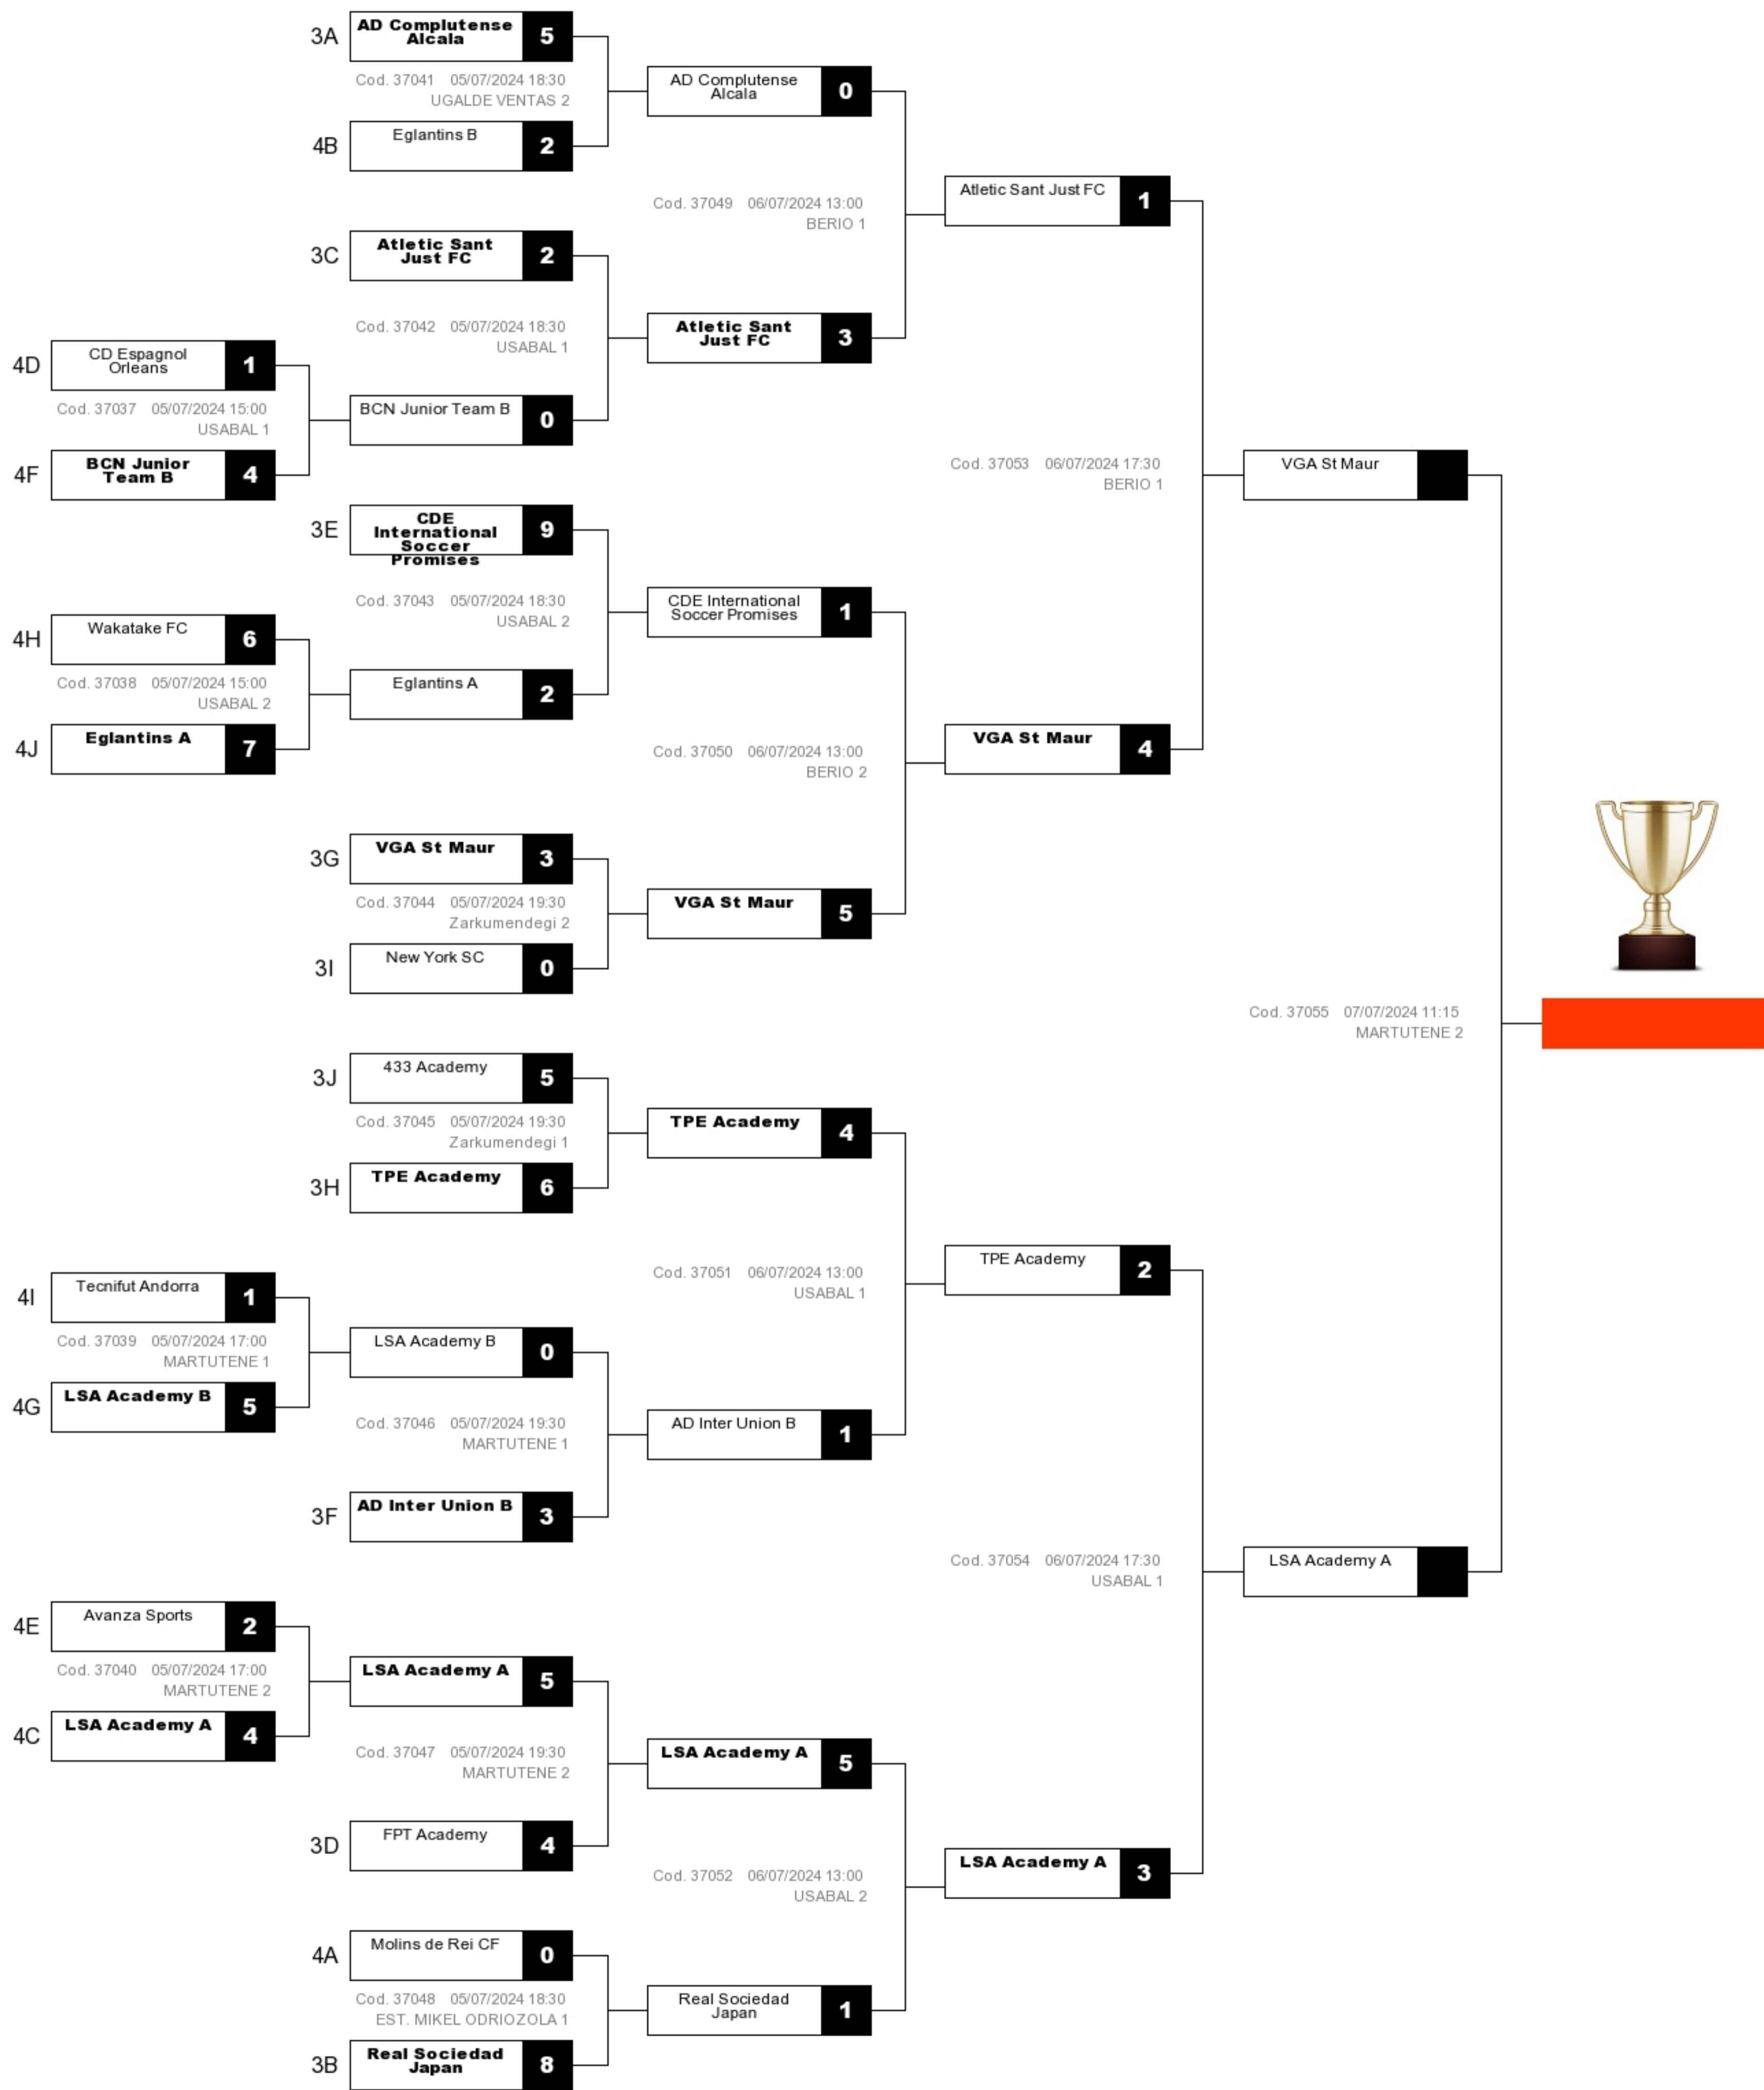 3A
AD Complutense
Alcala
5
Cod. 37041 05/07/2024 18:30
UGALDE VENTAS 2
4B
Eglantins B
2
AD Complutense
Alcala
0
Cod. 37049 06/07/2024 13:00
BERIO 1
Atletic Sant Just FC
1
3C
Atletic Sant
Just FC
2
Cod. 37042 05/07/2024 18:30
USABAL 1
Atletic Sant
Just FC
3
4D
CD Espagnol
Orleans
1
Cod. 37037 05/07/2024 15:00
USABAL 1
4F
BCN Junior
Team B
4
BCN Junior Team B
0
Cod. 37053 06/07/2024 17:30
BERIO 1
VGA St Maur
3E
CDE
International
Soccer
Promises
9
Cod. 37043 05/07/2024 18:30
USABAL 2
CDE International
Soccer Promises
1
4H
Wakatake FC
6
Cod. 37038 05/07/2024 15:00
USABAL 2
4J
Eglantins A
7
Eglantins A
2
Cod. 37050 06/07/2024 13:00
BERIO 2
VGA St Maur
4
3G
VGA St Maur
3
Cod. 37044 05/07/2024 19:30
Zarkumendegi 2
3I
New York SC
0
VGA St Maur
5
Cod. 37055 07/07/2024 11:15
MARTUTENE 2
3J
433 Academy
5
Cod. 37045 05/07/2024 19:30
Zarkumendegi 1
3H
TPE Academy
6
TPE Academy
4
Cod. 37051 06/07/2024 13:00
USABAL 1
TPE Academy
2
4I
Tecnifut Andorra
1
Cod. 37039 05/07/2024 17:00
MARTUTENE 1
4G
LSA Academy B
5
LSA Academy B
0
Cod. 37046 05/07/2024 19:30
MARTUTENE 1
3F
AD Inter Union B
3
AD Inter Union B
1
Cod. 37054 06/07/2024 17:30
USABAL 1
LSA Academy A
4E
Avanza Sports
2
Cod. 37040 05/07/2024 17:00
MARTUTENE 2
4C
LSA Academy A
4
LSA Academy A
5
Cod. 37047 05/07/2024 19:30
MARTUTENE 2
3D
FPT Academy
4
LSA Academy A
5
Cod. 37052 06/07/2024 13:00
USABAL 2
LSA Academy A
3
4A
Molins de Rei CF
0
Cod. 37048 05/07/2024 18:30
EST. MIKEL ODRIOZOLA 1
3B
Real Sociedad
Japan
8
Real Sociedad
Japan
1